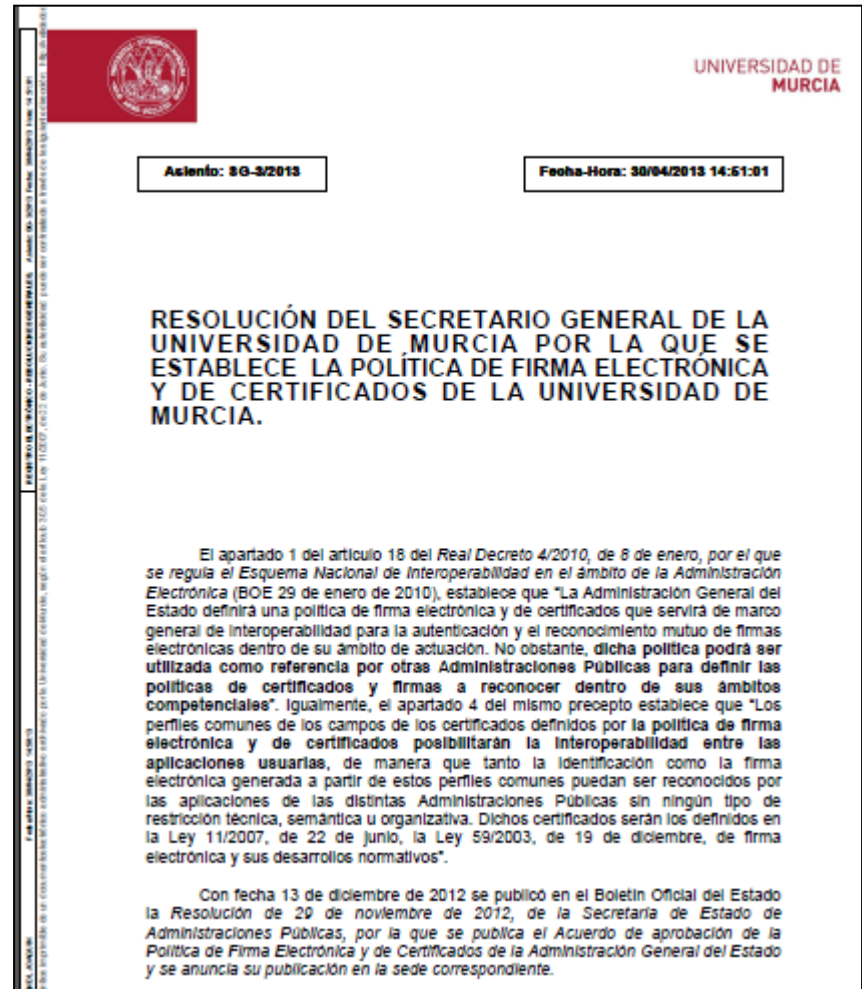 UNIVERSIDAD DE
MURCIA
Asiento: SG-3/2013
Fecha-Hora: 30/04/2013 14:51:01
RESOLUCIÓN DEL SECRETARIO GENERAL DE LA
UNIVERSIDAD DE MURCIA POR LA QUE SE
ESTABLECE LA POLÍTICA DE FIRMA ELECTRÓNICA
Y DE CERTIFICADOS DE LA UNIVERSIDAD DE
MURCIA.
El apartado 1 del artículo 18 del Real Decreto 4/2010, de 8 de enero, por el que
se regula el Esquema Nacional de Interoperabilidad en el ámbito de la Administración
Electrónica (BOE 29 de enero de 2010), establece que "La Administración General del
Estado definirá una política de firma electrónica y de certificados que servirá de marco
general de interoperabilidad para la autenticación y el reconocimiento mutuo de firmas
electrónicas dentro de su ámbito de actuación. No obstante, dicha política podrá ser
utilizada como referencia por otras Administraciones Públicas para definir las
políticas de certificados y firmas a reconocer dentro de sus ámbitos
competenciales". Igualmente, el apartado 4 del mismo precepto establece que "Los
perfiles comunes de los campos de los certificados definidos por la política de firma
electrónica y de certificados posibilitarán la interoperabilidad entre las
aplicaciones usuarias, de manera que tanto la identificación como la firma
electrónica generada a partir de estos perfiles comunes puedan ser reconocidos por
las aplicaciones de las distintas Administraciones Públicas sin ningún tipo de
restricción técnica, semántica u organizativa. Dichos certificados serán los definidos en
la Ley 11/2007, de 22 de junio, la Ley 59/2003, de 19 de diciembre, de firma
electrónica y sus desarrollos normativos".
Con fecha 13 de diciembre de 2012 se publicó en el Boletín Oficial del Estado
la Resolución de 29 de noviembre de 2012, de la Secretaría de Estado de
Administraciones Públicas, por la que se publica el Acuerdo de aprobación de la
Política de Firma Electrónica y de Certificados de la Administración General del Estado
y se anuncia su publicación en la sede correspondiente.